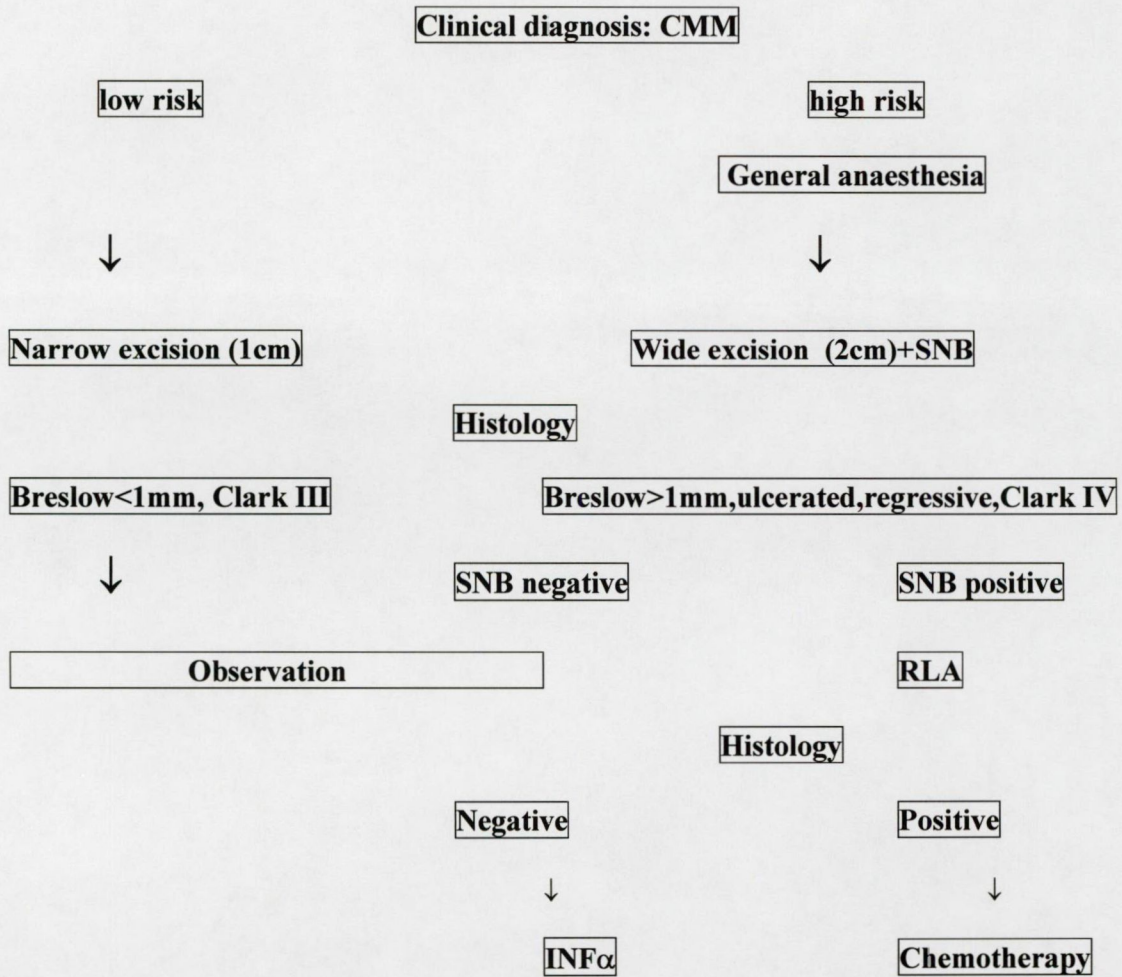 Clinical diagnosis: CMM
low risk high risk
General anaesthesia
↓ ↓
Narrow excision (1cm) Wide excision (2cm)+SNB
Histology
Breslow<1mm, Clark III Breslow>1mm,ulcerated,regressive,Clark IV
↓ SNB negative SNB positive
Observation RLA
Histology
Negative Positive
↓ ↓
INFα Chemotherapy